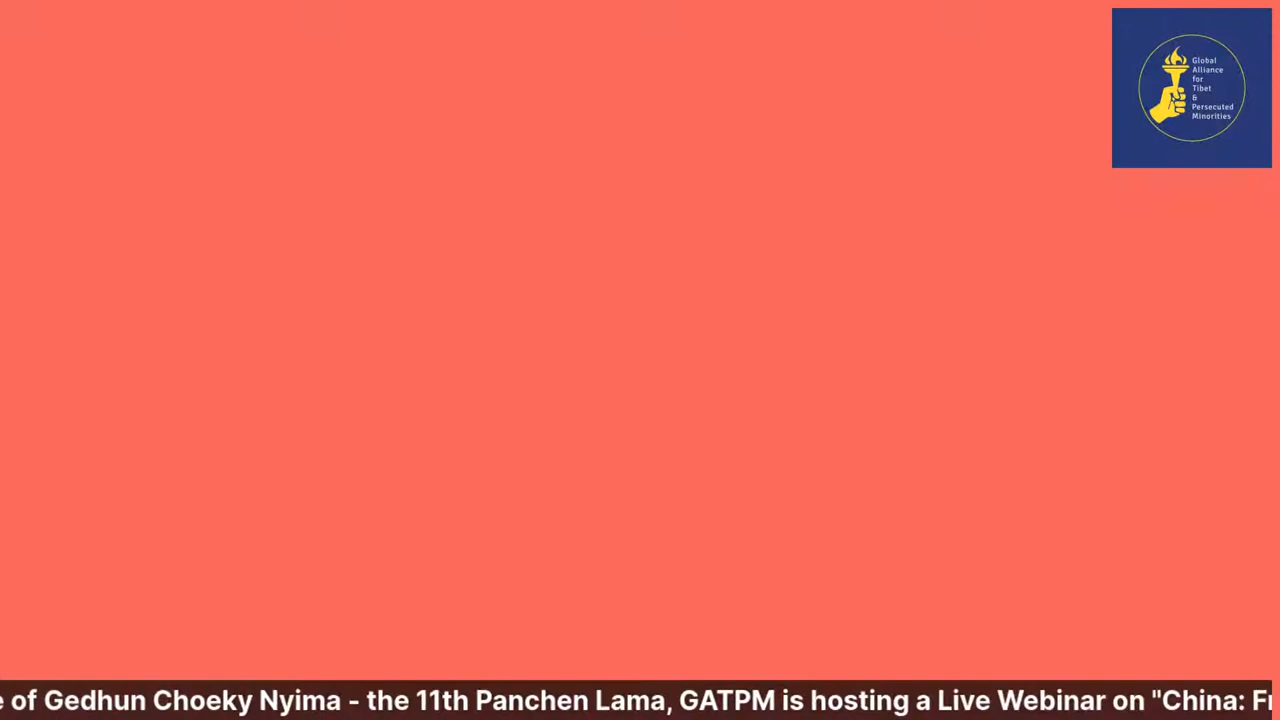 Global
Alliance
for
Tibet
&
Persecuted
Minorities
of Gedhun Choeky Nyima - the 11th Panchen Lama, GATPM is hosting a Live Webinar on "China: